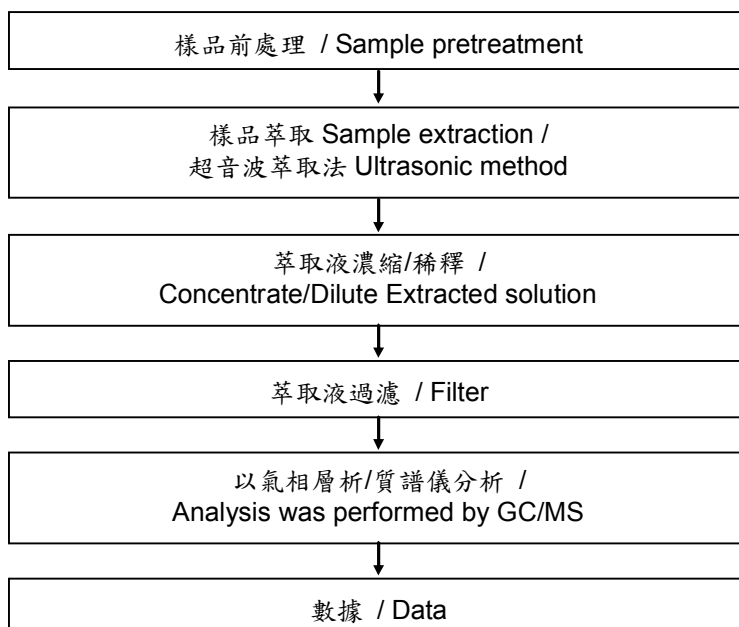 樣品前處理 / Sample pretreatment
樣品萃取 Sample extraction /
超音波萃取法 Ultrasonic method
萃取液濃縮/稀釋 /
Concentrate/Dilute Extracted solution
萃取液過濾 / Filter
以氣相層析/質譜儀分析 /
Analysis was performed by GC/MS
數據 / Data